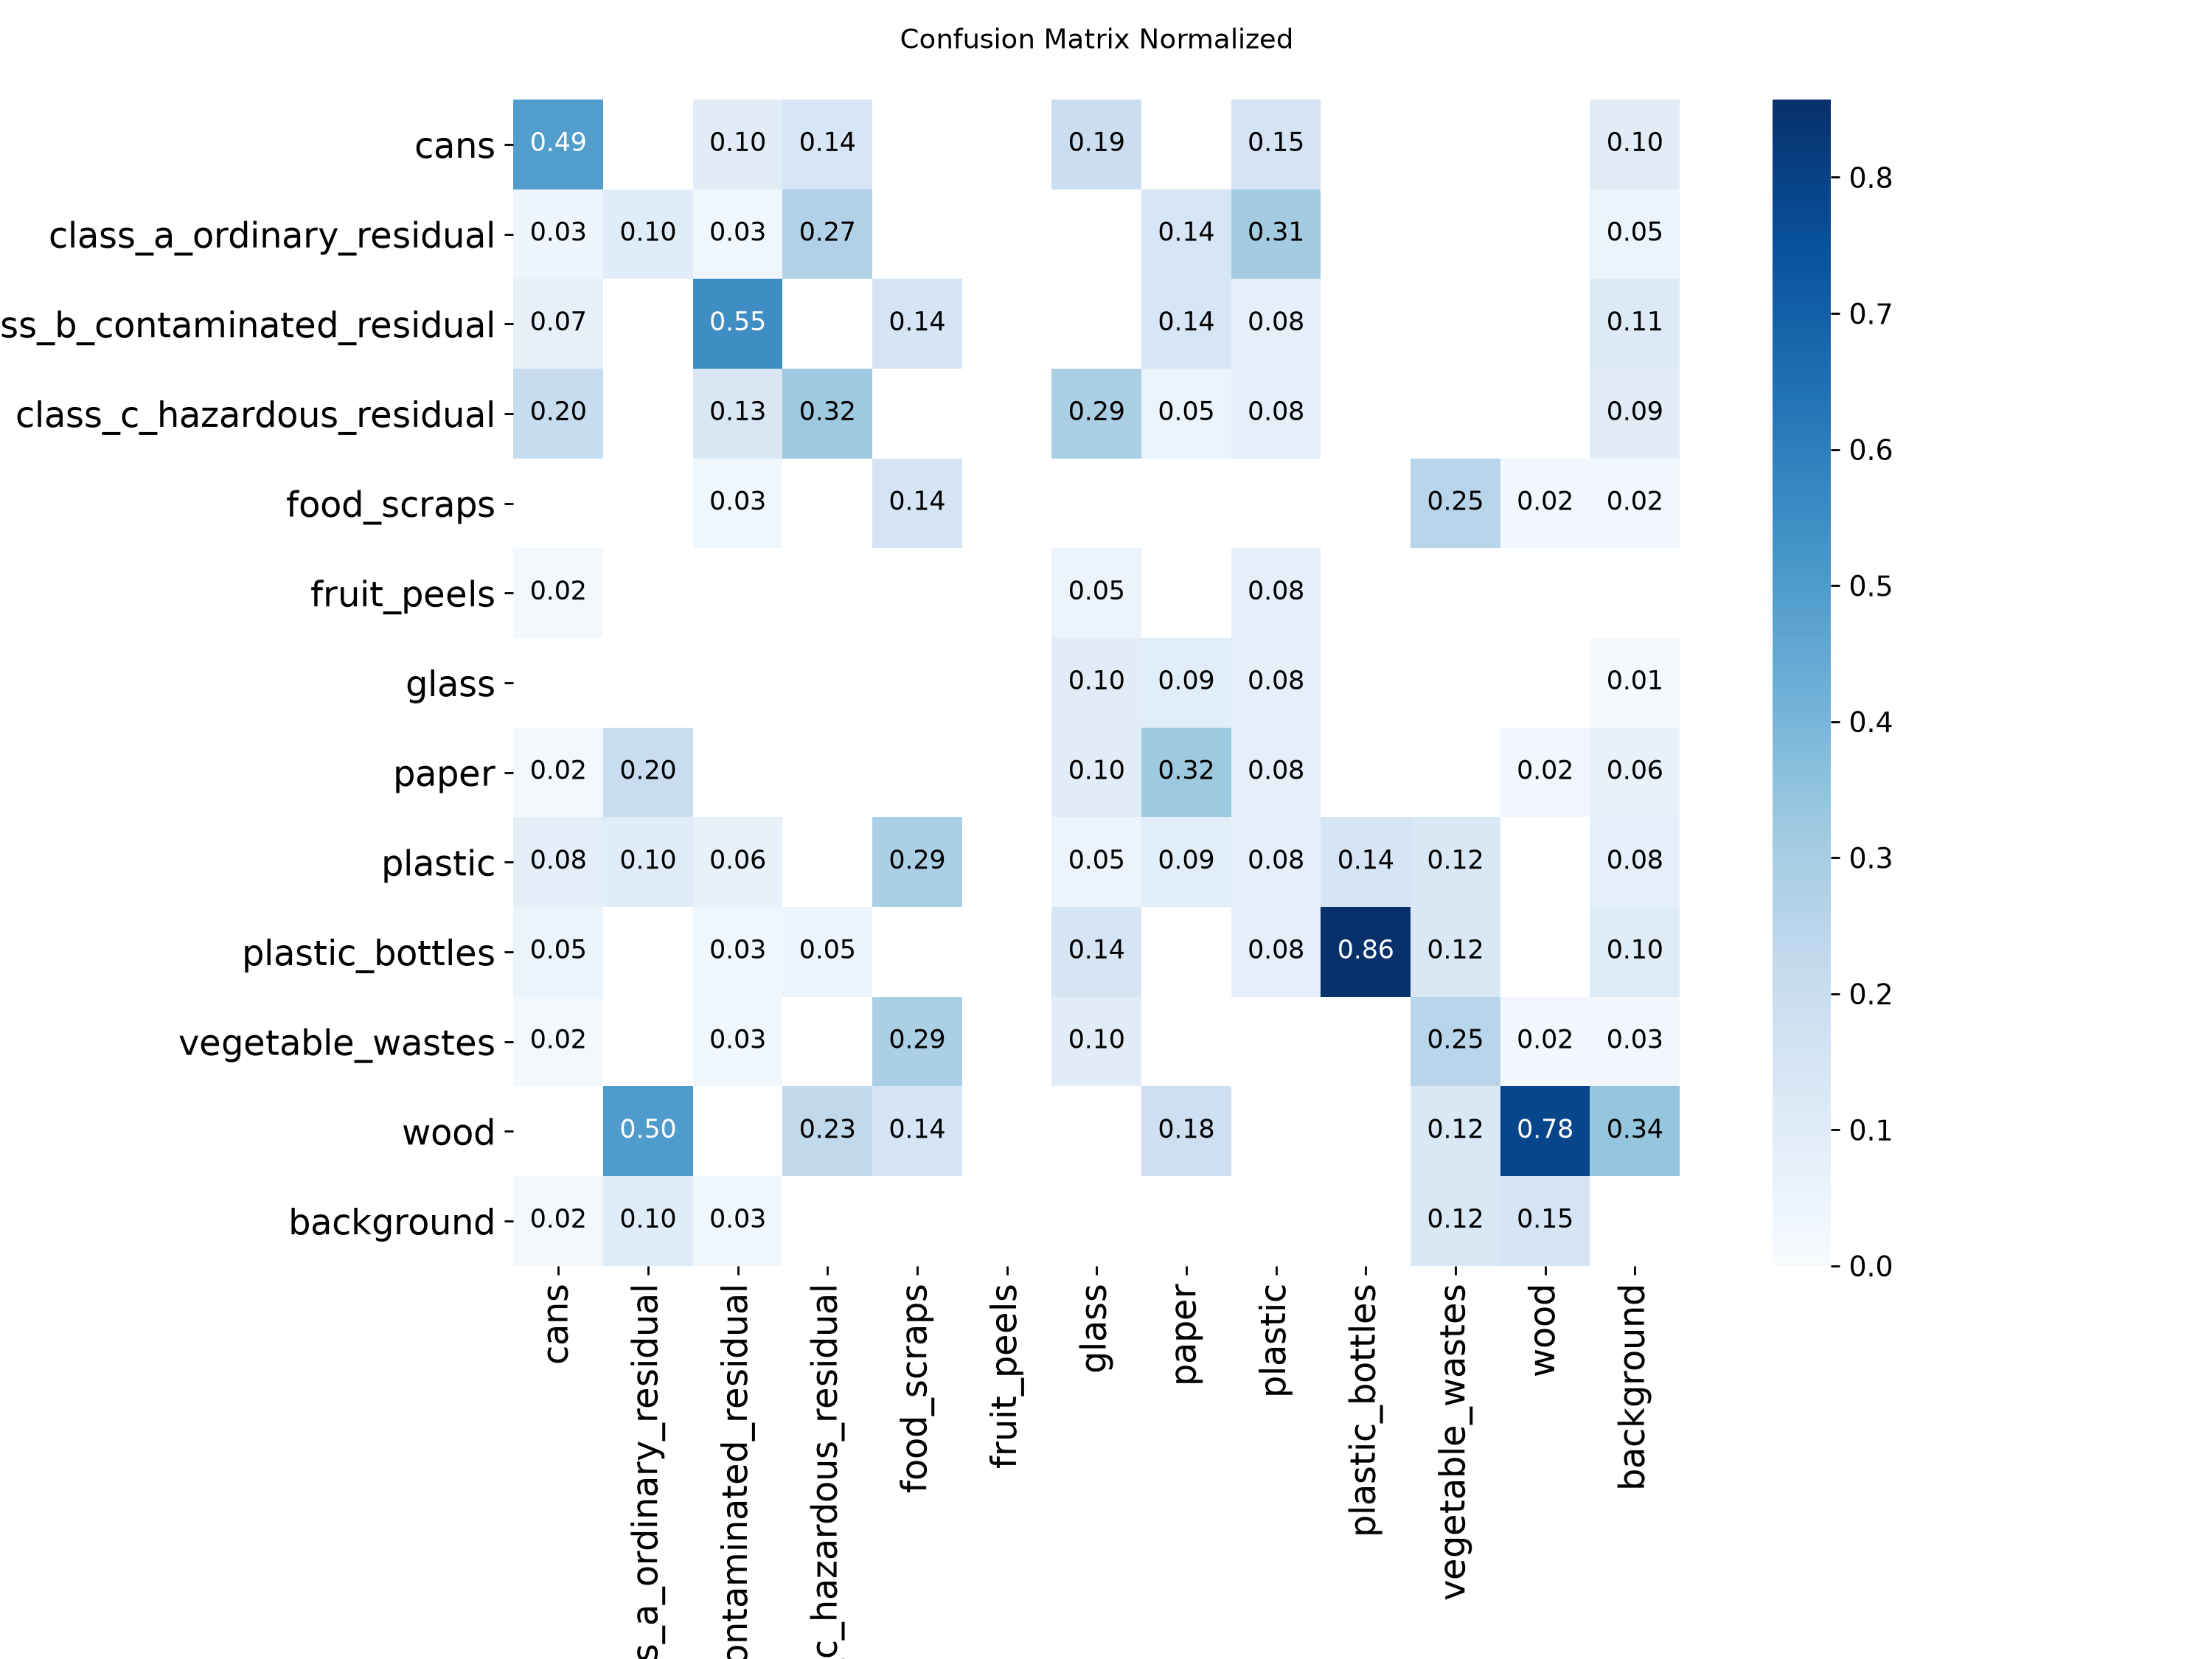 Confusion Matrix Normalized
cans 0.49 0.10 0.14 0.19 0.15 0.10
class_a_ordinary_residual 0.03 0.10 0.03 0.27 0.14 0.31 0.05
ss_b_contaminated_residual 0.07 0.55 0.14 0.14 0.08 0.11
class_c_hazardous_residual 0.20 0.13 0.32 0.29 0.05 0.08 0.09
food_scraps 0.03 0.14 0.25 0.02 0.02
fruit_peels 0.02 0.05 0.08
glass 0.10 0.09 0.08 0.01
paper 0.02 0.20 0.10 0.32 0.08 0.02 0.06
plastic 0.08 0.10 0.06 0.29 0.05 0.09 0.08 0.14 0.12 0.08
plastic_bottles 0.05 0.03 0.05 0.14 0.08 0.86 0.12 0.10
vegetable_wastes 0.02 0.03 0.29 0.10 0.25 0.02 0.03
wood 0.50 0.23 0.14 0.18 0.12 0.78 0.34
background 0.02 0.10 0.03 0.12 0.15
cans
s_a_ordinary_residual
ontaminated_residual
c_hazardous_residual
food_scraps
fruit_peels
glass
paper
plastic
plastic_bottles
vegetable_wastes
wood
background
0.8
0.7
0.6
0.5
0.4
0.3
0.2
0.1
0.0